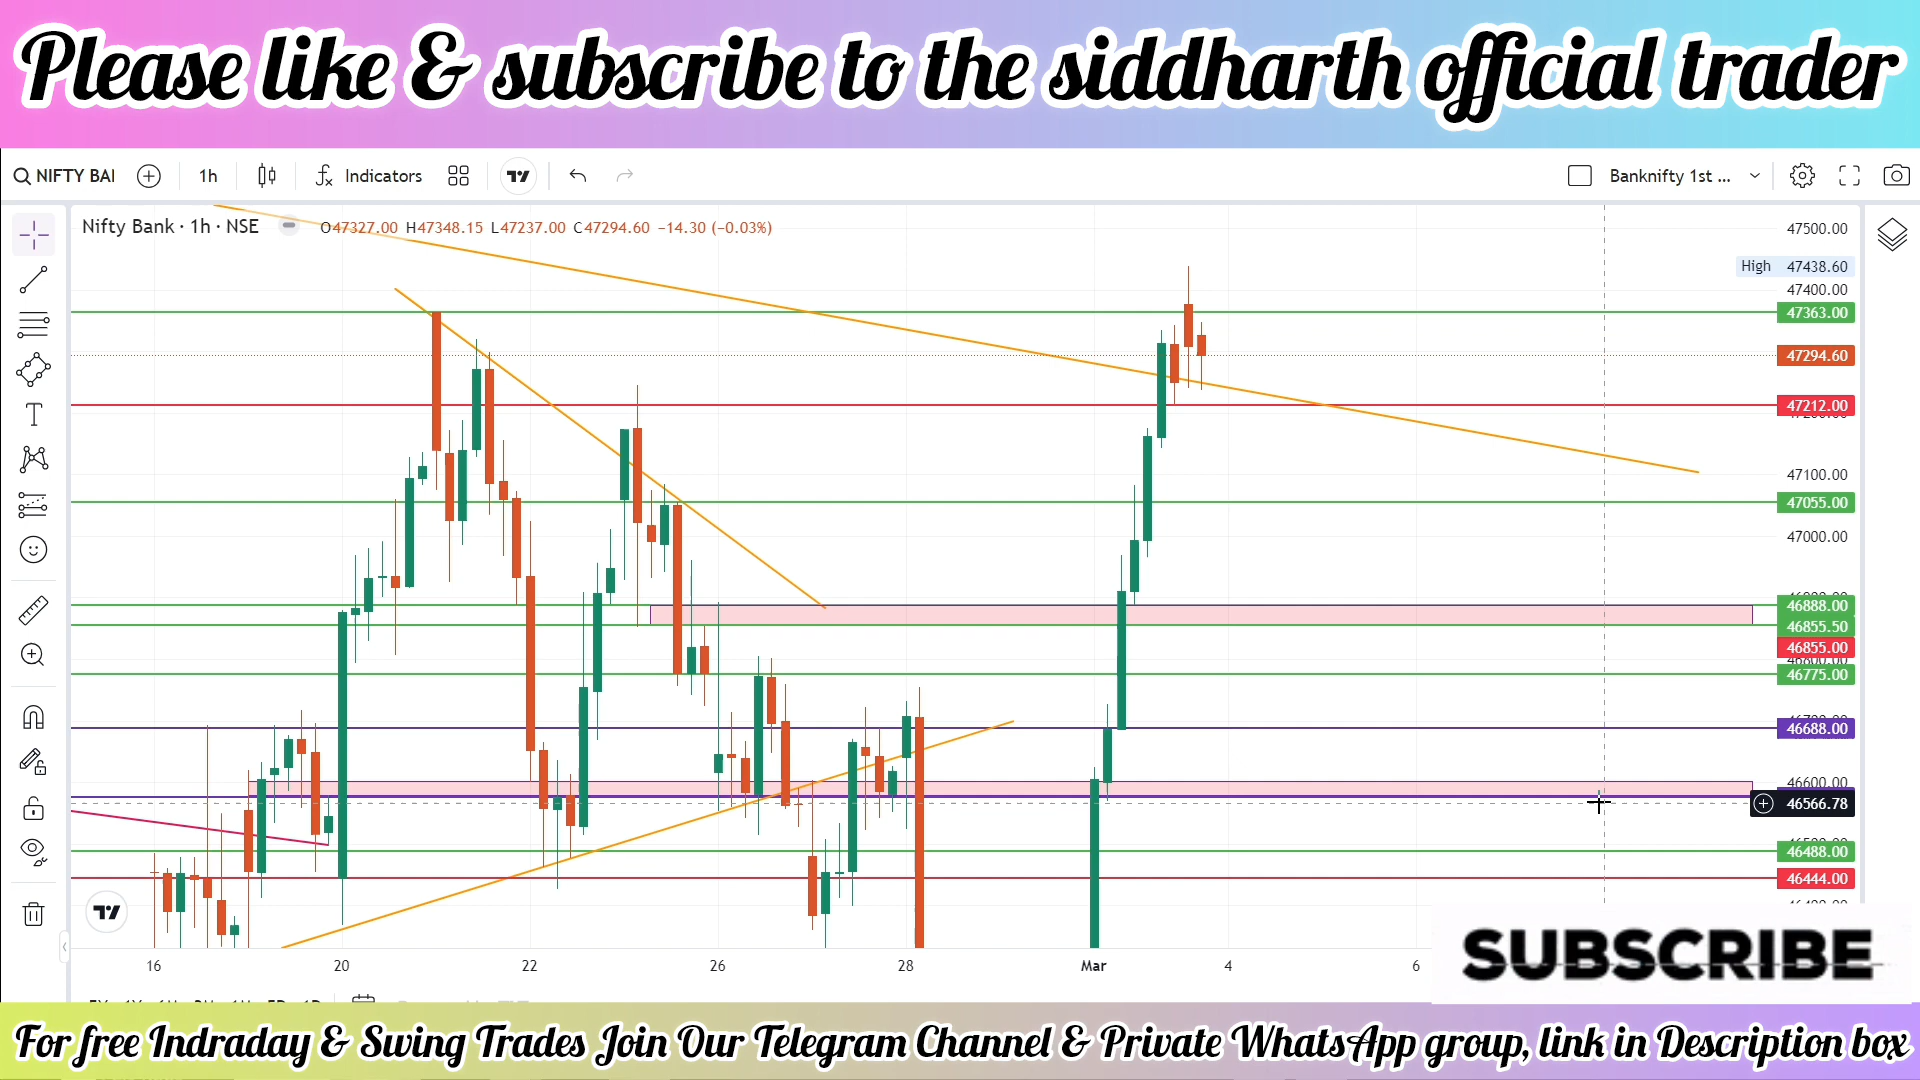 Please like & subscribe to the siddharth official trader
NIFTY BAI
1h
Indicators
Banknifty 1st ...
Nifty Bank · 1h · NSE
O47327.00 H47348.15 L47237.00 C47294.60 −14.30 (−0.03%)
47500.00
High 47438.60
47400.00
47363.00
47294.60
47212.00
47100.00
47055.00
47000.00
46888.00
46855.50
46855.00
46775.00
46688.00
46600.00
46566.78
46488.00
46444.00
16 20 22 26 28 Mar 4 6
SUBSCRIBE
For free Indraday & Swing Trades Join Our Telegram Channel & Private WhatsApp group, link in Description box